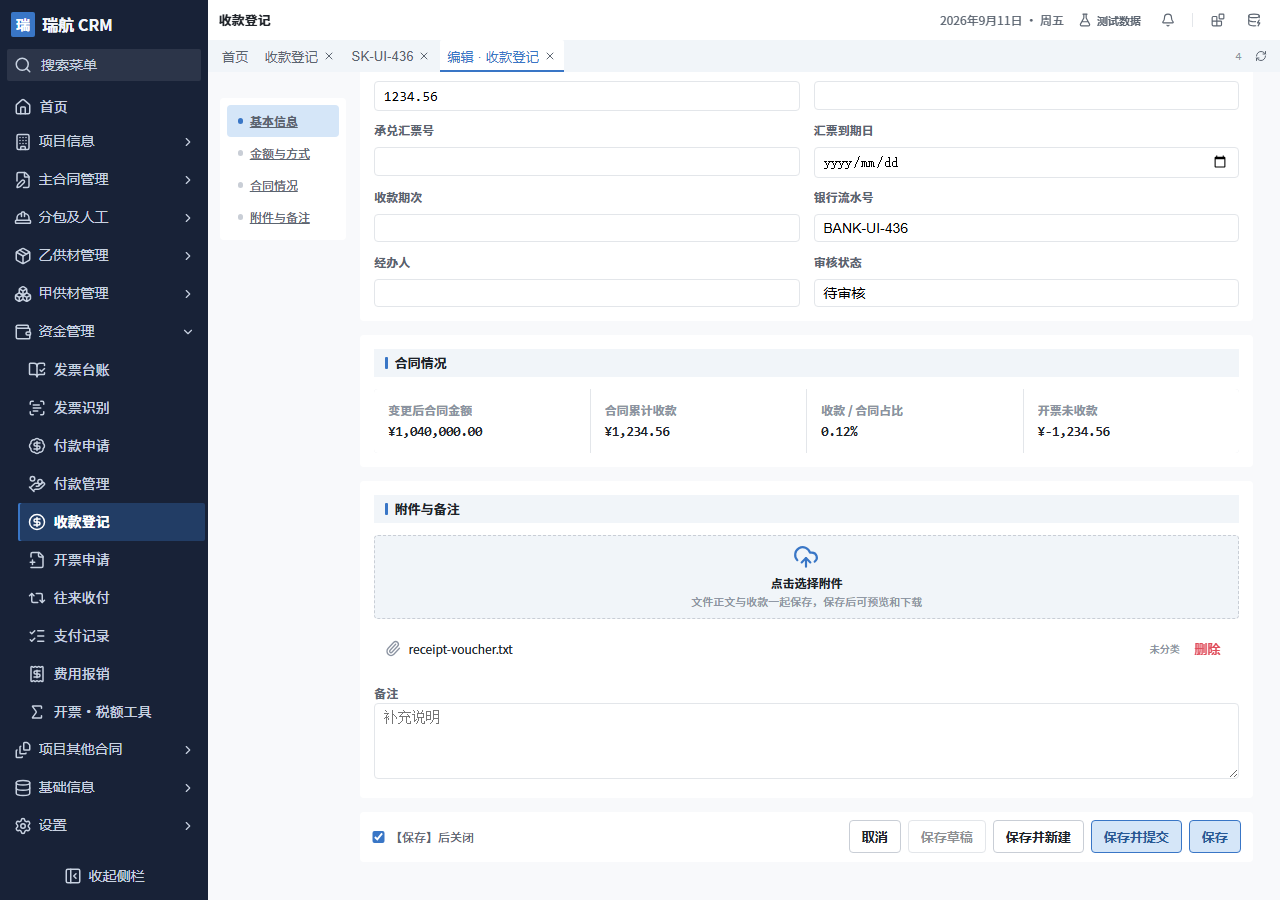 瑞 瑞航 CRM
搜索菜单
首页
项目信息
主合同管理
分包及人工
乙供材管理
甲供材管理
资金管理
发票台账
发票识别
付款申请
付款管理
收款登记
开票申请
往来收付
支付记录
费用报销
开票・税额工具
项目其他合同
基础信息
设置
收起侧栏
收款登记
2026年9月11日 • 周五 测试数据
首页 收款登记 × SK-UI-436 × 编辑 · 收款登记 × 4
基本信息
金额与方式
合同情况
附件与备注
1234.56
承兑汇票号 汇票到期日
yyyy/mm/dd
收款期次 银行流水号
BANK-UI-436
经办人 审核状态
待审核
合同情况
变更后合同金额 合同累计收款 收款 / 合同占比 开票未收款
¥1,040,000.00 ¥1,234.56 0.12% ¥-1,234.56
附件与备注
点击选择附件
文件正文与收款一起保存，保存后可预览和下载
receipt-voucher.txt 未分类 删除
备注
补充说明
【保存】后关闭 取消 保存草稿 保存并新建 保存并提交 保存